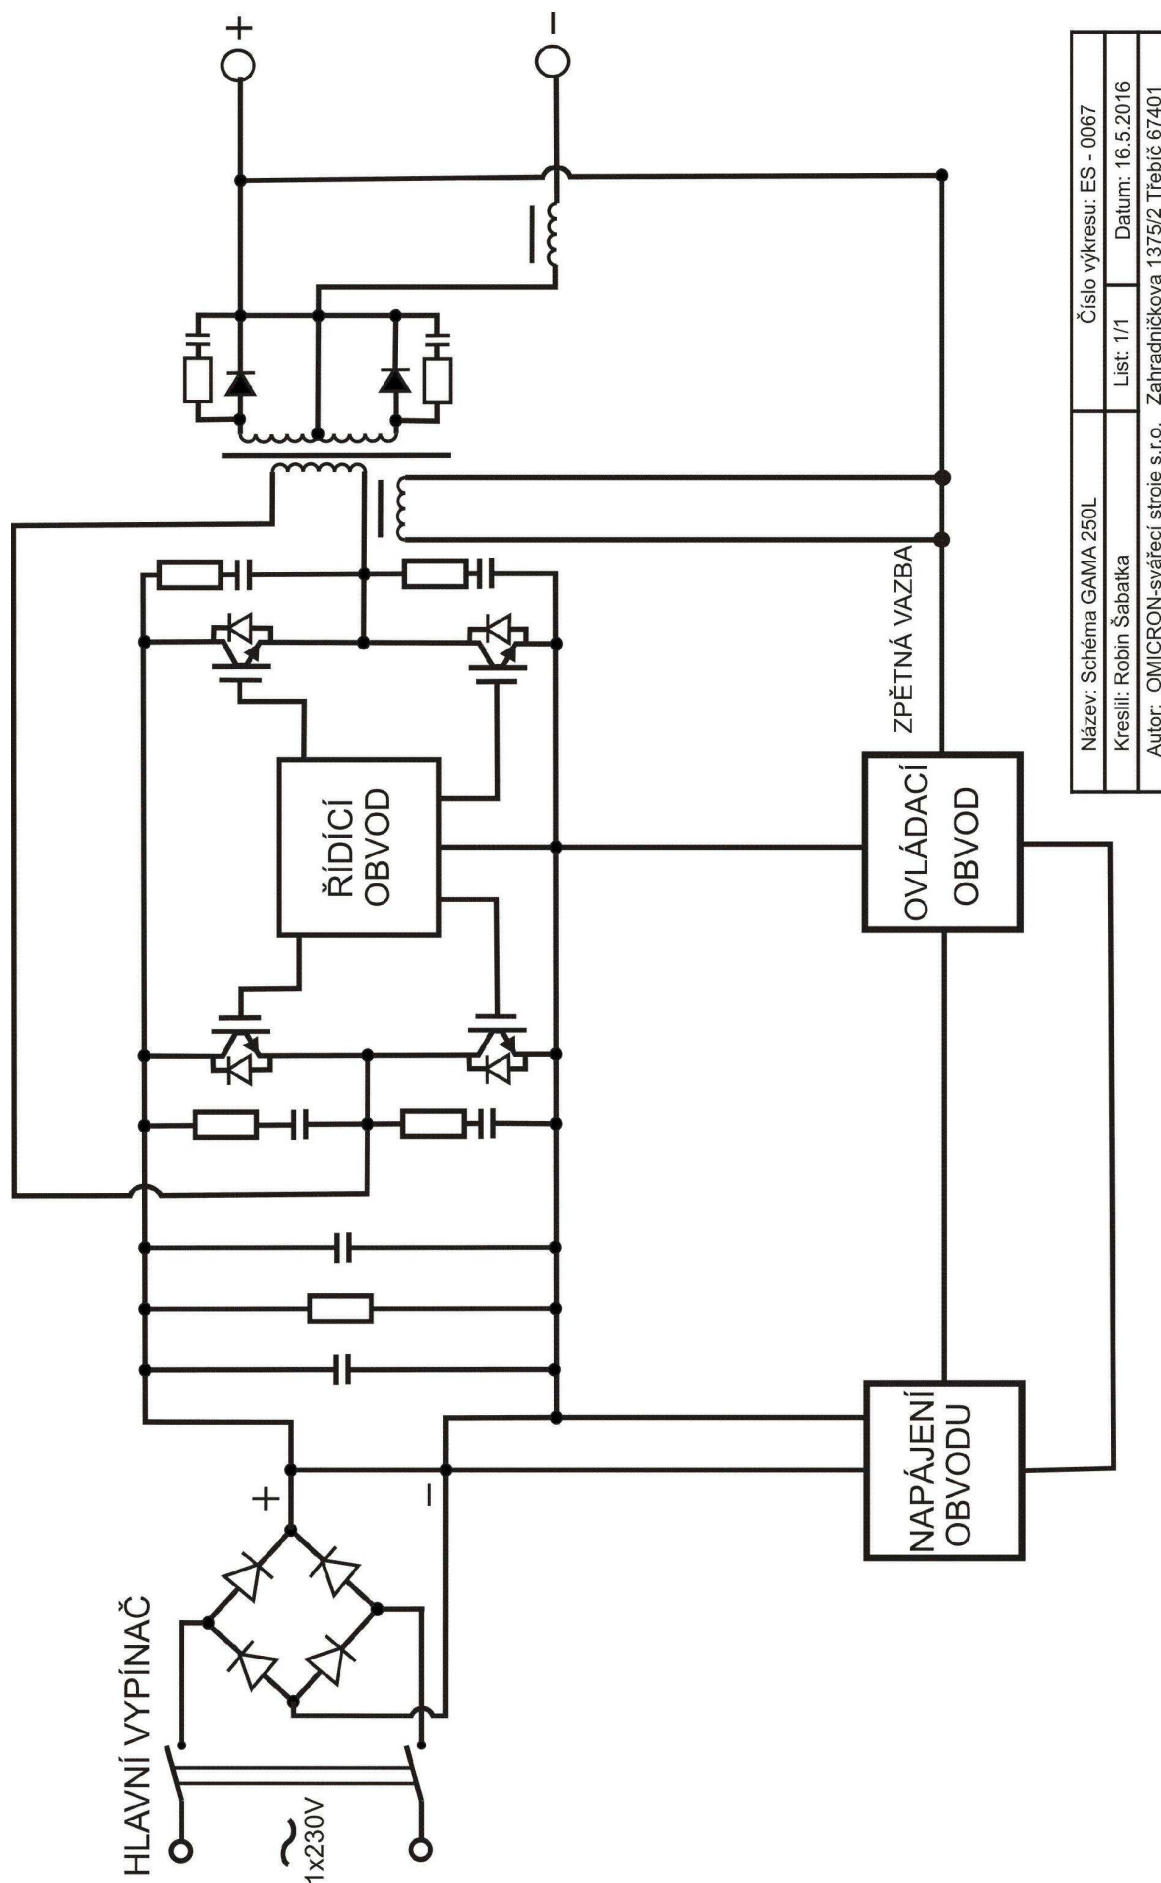 HLAVNÍ VYPÍNAČ
1x230V
+
−
NAPÁJENÍ
OBVODU
ŘÍDÍCÍ
OBVOD
OVLÁDACÍ
OBVOD
ZPĚTNÁ VAZBA
+
−
Název: Schéma GAMA 250L
Číslo výkresu: ES - 0067
Kreslil: Robin Šabatka
List: 1/1
Datum: 16.5.2016
Autor: OMICRON-svářecí stroje s.r.o. Zahradníčkova 1375/2 Třebíč 67401